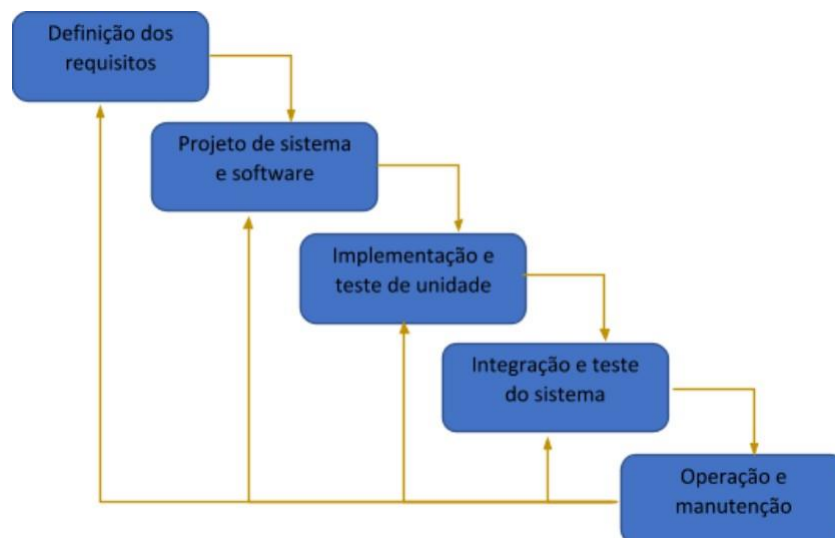 Definição dos
requisitos
Projeto de sistema
e software
Implementação e
teste de unidade
Integração e teste
do sistema
Operação e
manutenção